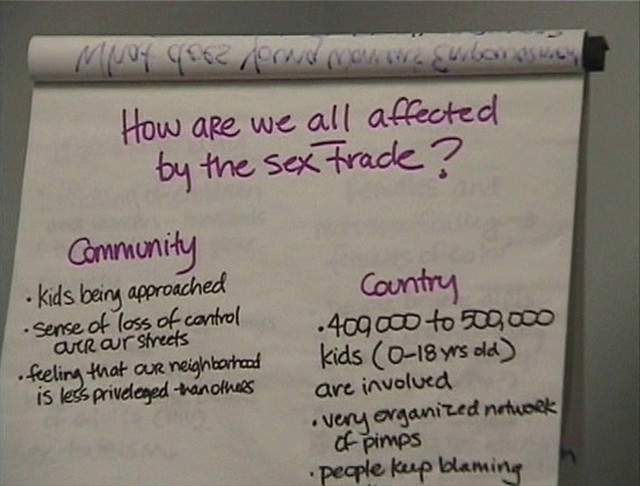 How are we all affected
by the sex trade?
Community
• kids being approached
• sense of loss of control
over our streets
• feeling that our neighborhood
is less priveleged than others
Country
• 400,000 to 500,000
kids (0-18 yrs old)
are involved
• very organized network
of pimps
• people keep blaming